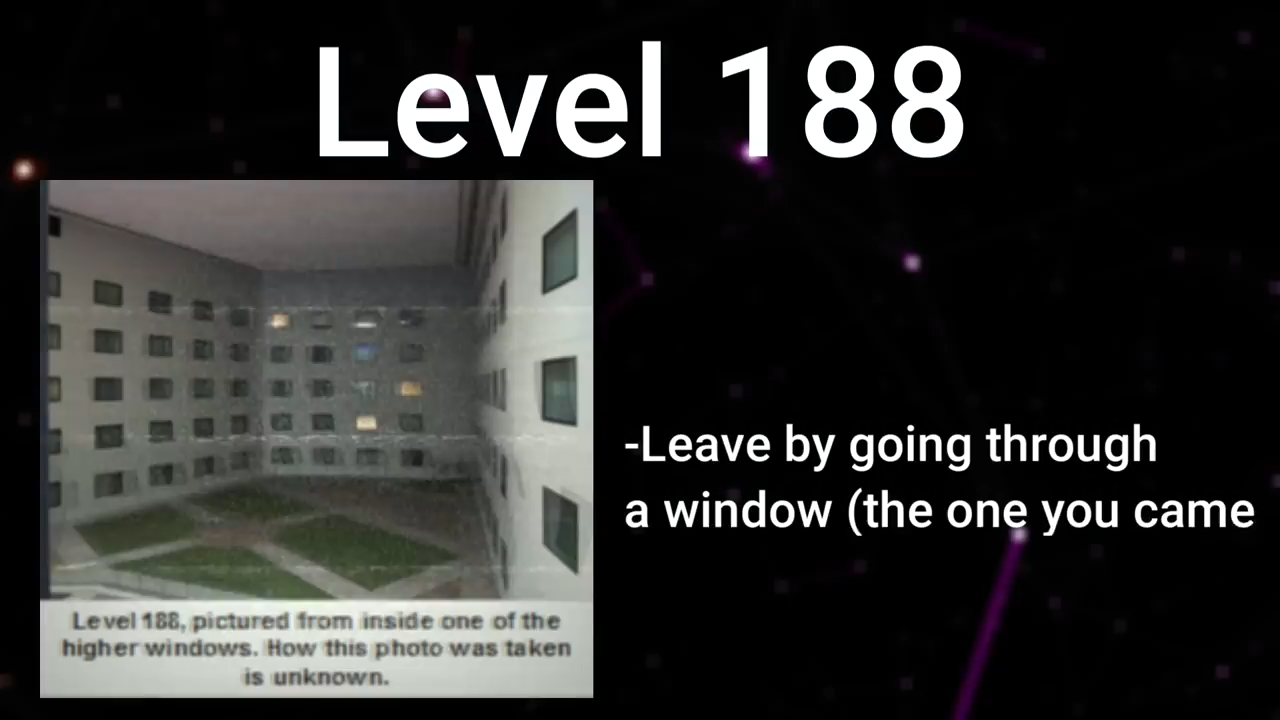 Level 188
-Leave by going through
a window (the one you came
Level 188, pictured from inside one of the
higher windows. How this photo was taken
is unknown.